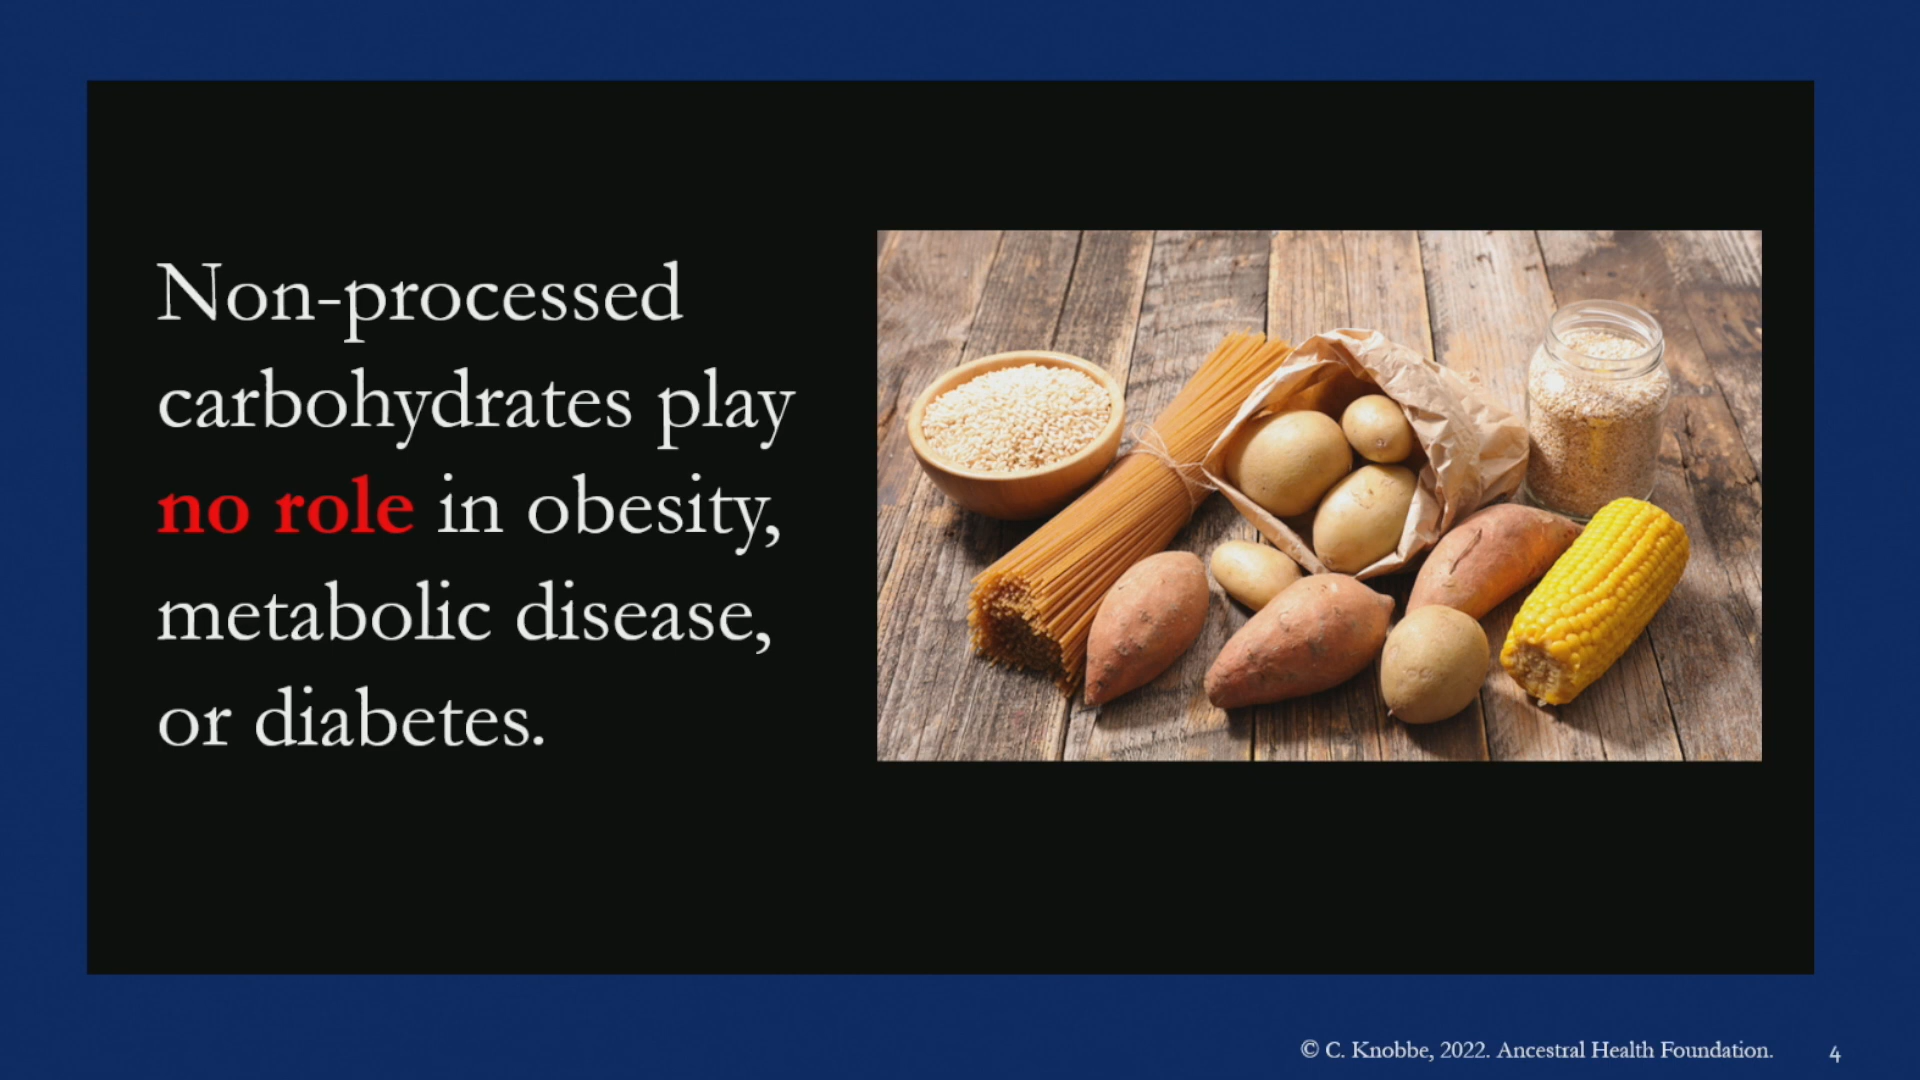 Non-processed
carbohydrates play
no role in obesity,
metabolic disease,
or diabetes.
© C. Knobbe, 2022. Ancestral Health Foundation.
4